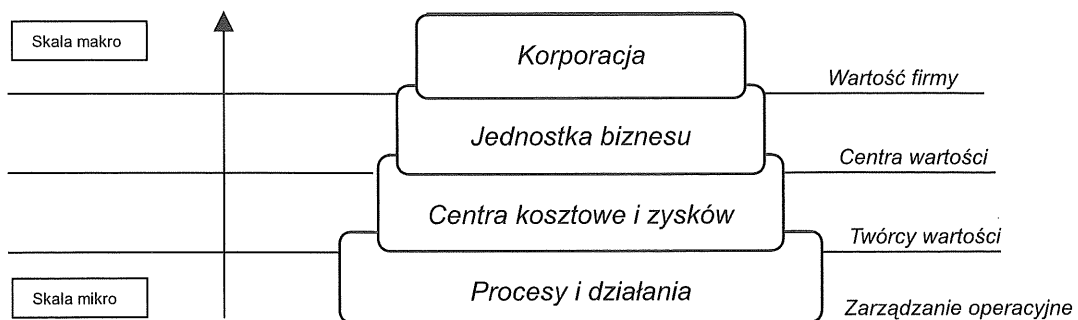 Skala makro
Korporacja
Wartość firmy
Jednostka biznesu
Centra wartości
Centra kosztowe i zysków
Twórcy wartości
Procesy i działania
Skala mikro
Zarządzanie operacyjne